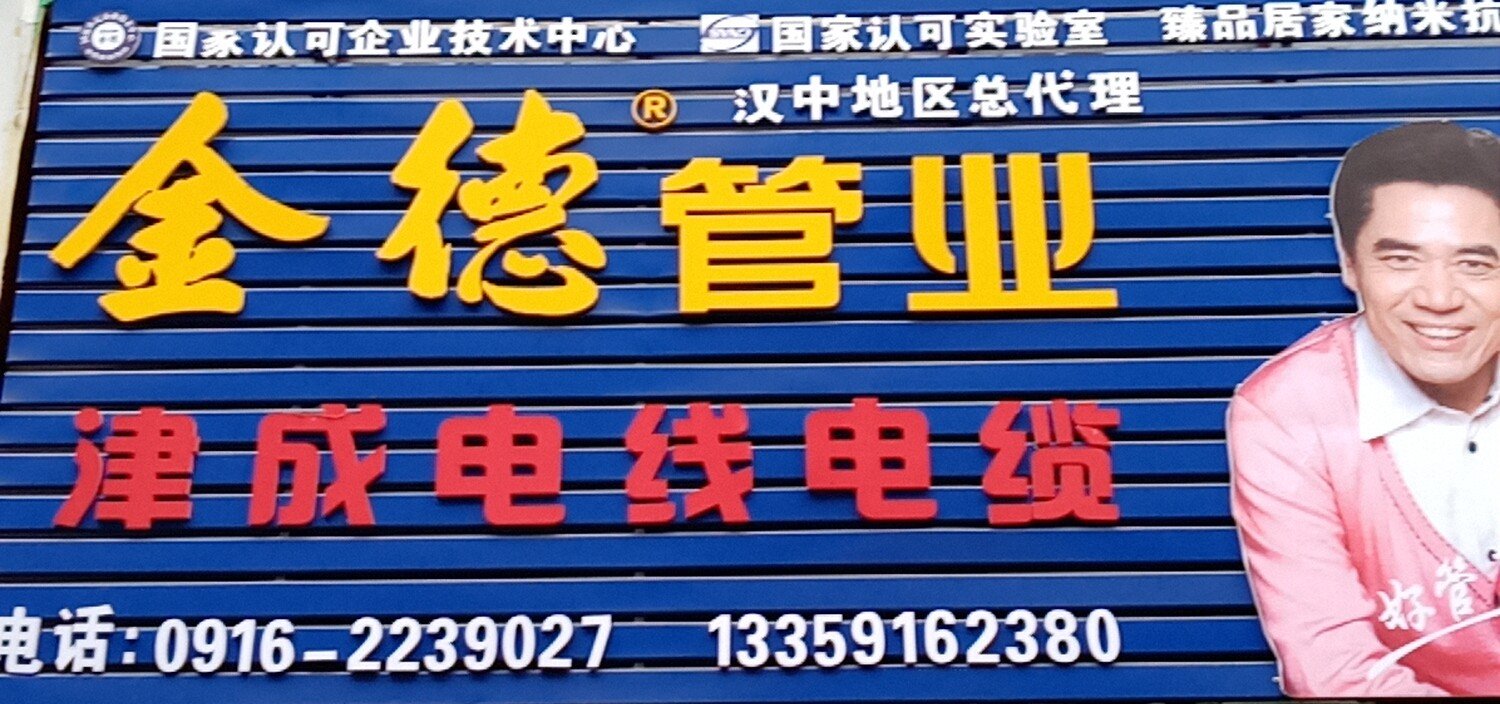 国家认可企业技术中心 国家认可实验室 臻品居家纳米抗
汉中地区总代理
金德® 管业
津成电线电缆
电话:0916-2239027 13359162380
好管